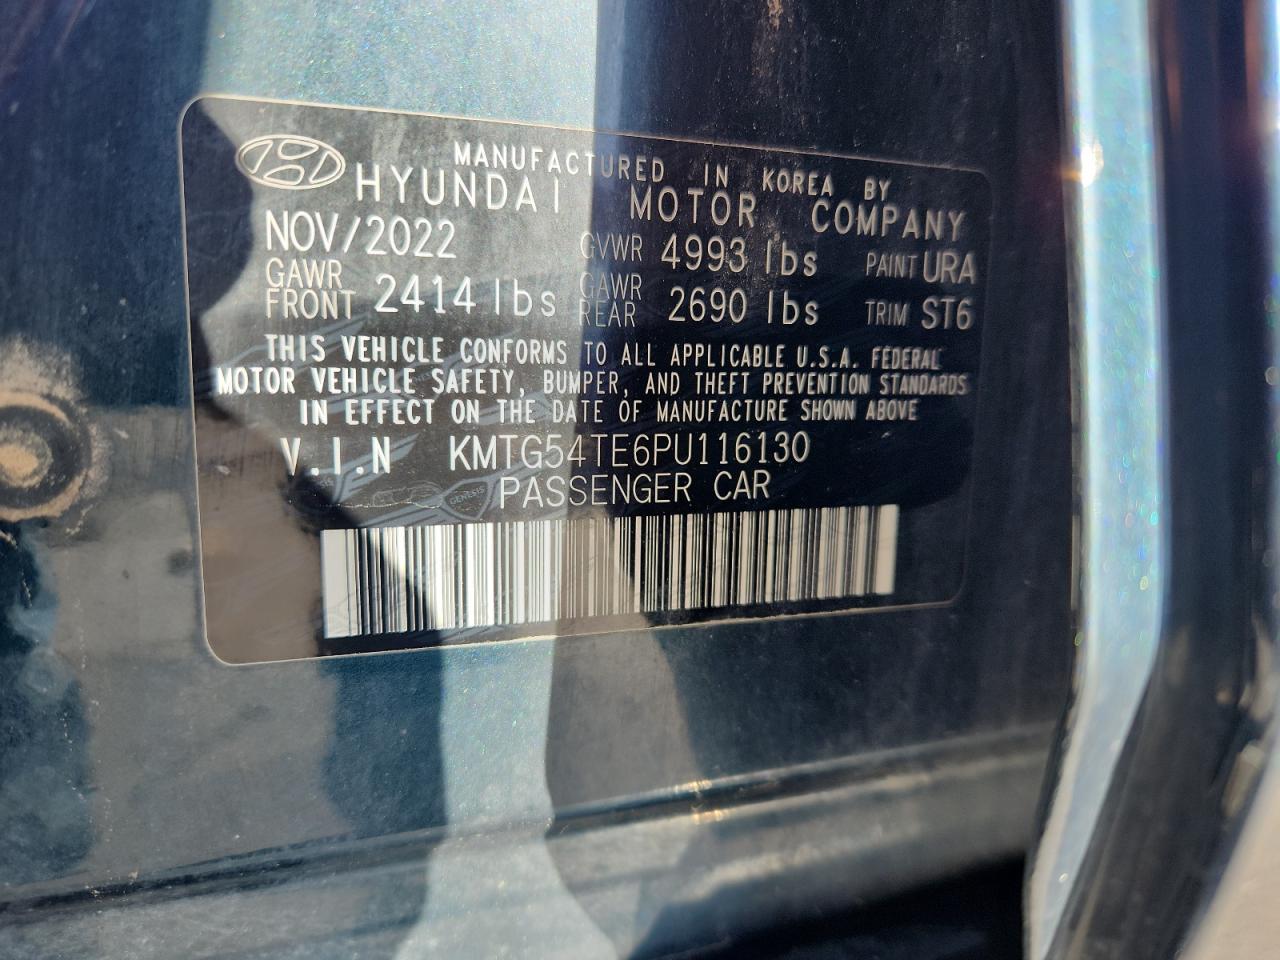 MANUFACTURED IN KOREA BY
HYUNDAI MOTOR COMPANY
NOV/2022 GVWR 4993 lbs PAINT URA
GAWR FRONT 2414 lbs GAWR REAR 2690 lbs TRIM ST6
THIS VEHICLE CONFORMS TO ALL APPLICABLE U.S.A. FEDERAL
MOTOR VEHICLE SAFETY, BUMPER, AND THEFT PREVENTION STANDARDS
IN EFFECT ON THE DATE OF MANUFACTURE SHOWN ABOVE
V.I.N KMTG54TE6PU116130
PASSENGER CAR
GENESIS